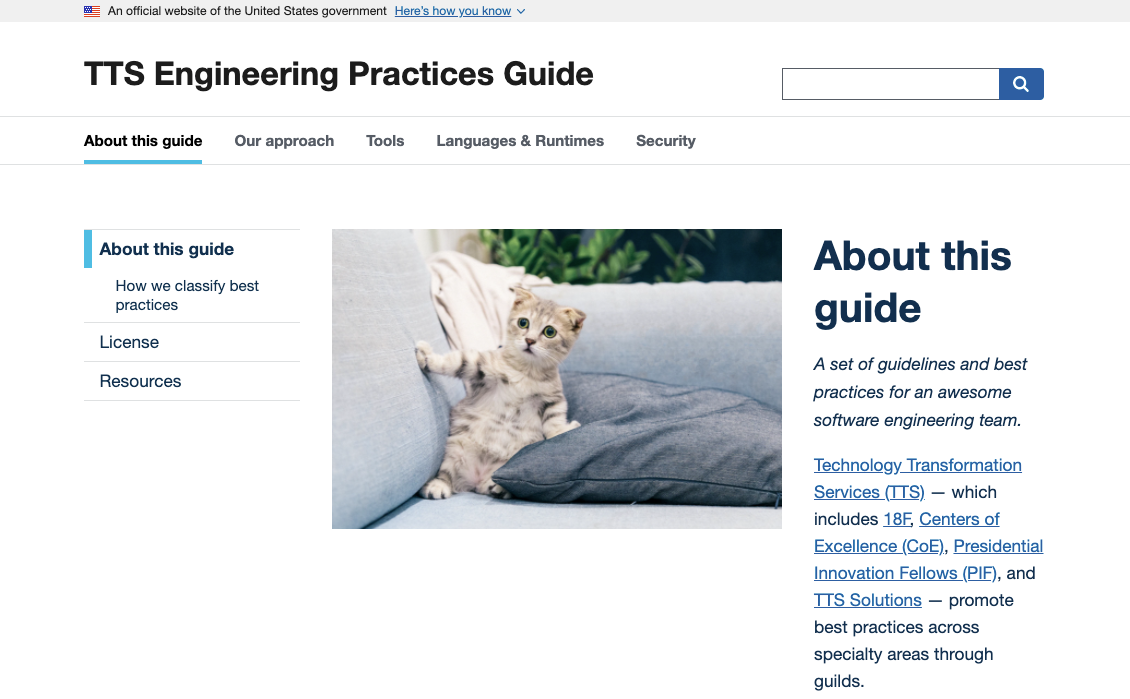 An official website of the United States government Here's how you know
TTS Engineering Practices Guide
About this guide Our approach Tools Languages & Runtimes Security
About this guide
How we classify best
practices
License
Resources
About this
guide
A set of guidelines and best
practices for an awesome
software engineering team.
Technology Transformation
Services (TTS) — which
includes 18F, Centers of
Excellence (CoE), Presidential
Innovation Fellows (PIF), and
TTS Solutions — promote
best practices across
specialty areas through
guilds.